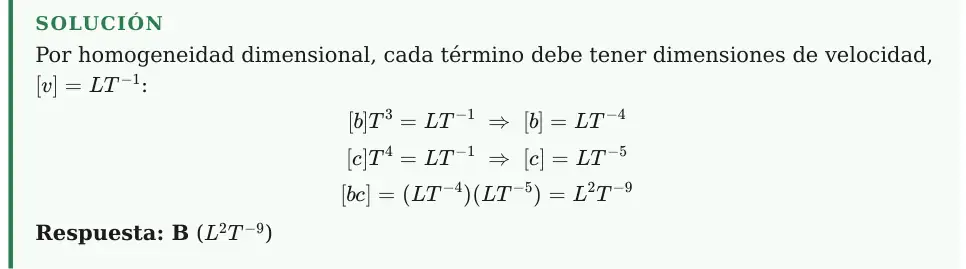 SOLUCIÓN
Por homogeneidad dimensional, cada término debe tener dimensiones de velocidad,
[v] = LT⁻¹:
[b]T³ = LT⁻¹ ⇒ [b] = LT⁻⁴
[c]T⁴ = LT⁻¹ ⇒ [c] = LT⁻⁵
[bc] = (LT⁻⁴)(LT⁻⁵) = L²T⁻⁹
Respuesta: B (L²T⁻⁹)